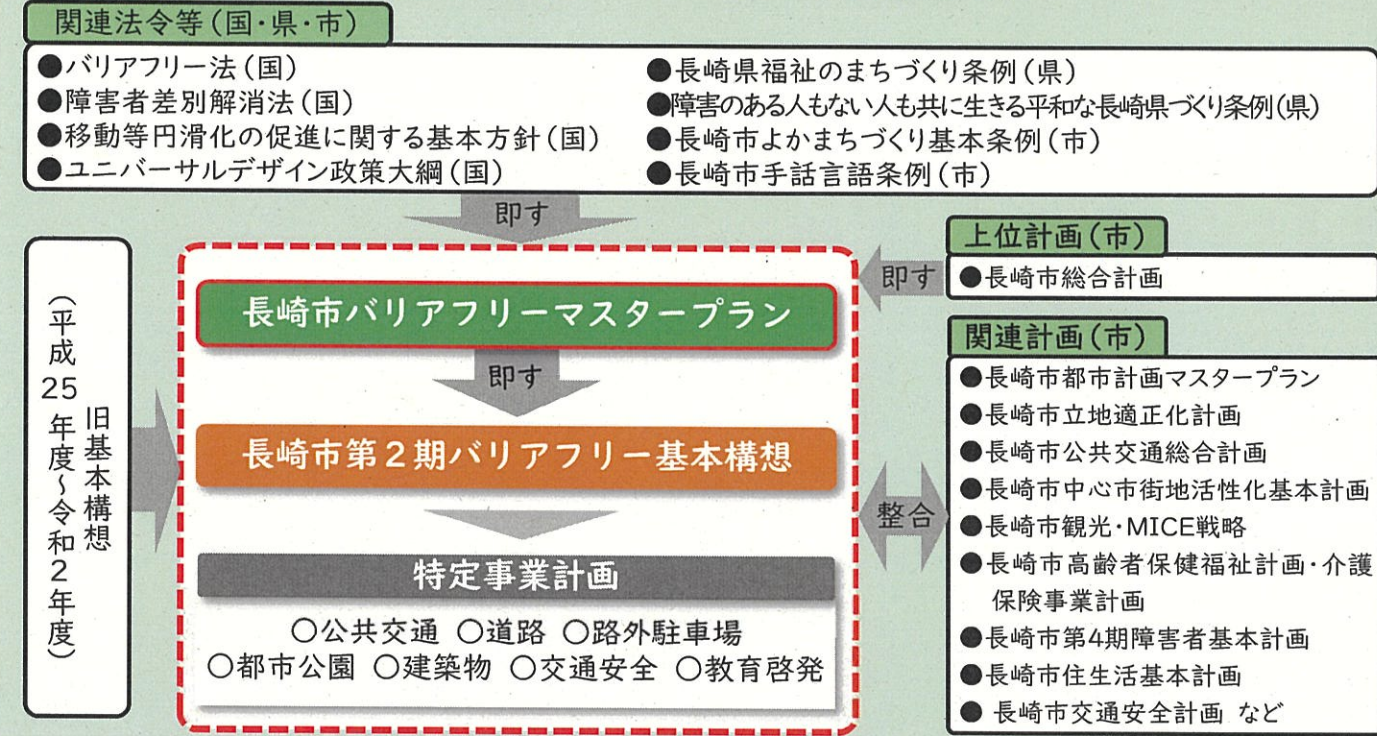 関連法令等(国・県・市)
●バリアフリー法(国)
●障害者差別解消法(国)
●移動等円滑化の促進に関する基本方針(国)
●ユニバーサルデザイン政策大綱(国)
●長崎県福祉のまちづくり条例(県)
●障害のある人もない人も共に生きる平和な長崎県づくり条例(県)
●長崎市よかまちづくり基本条例(市)
●長崎市手話言語条例(市)
即す
旧基本構想
(平成25年度~令和2年度)
長崎市バリアフリーマスタープラン
即す
長崎市第2期バリアフリー基本構想
特定事業計画
○公共交通 ○道路 ○路外駐車場
○都市公園 ○建築物 ○交通安全 ○教育啓発
即す
上位計画(市)
●長崎市総合計画
整合
関連計画(市)
●長崎市都市計画マスタープラン
●長崎市立地適正化計画
●長崎市公共交通総合計画
●長崎市中心市街地活性化基本計画
●長崎市観光・MICE戦略
●長崎市高齢者保健福祉計画・介護
保険事業計画
●長崎市第4期障害者基本計画
●長崎市住生活基本計画
● 長崎市交通安全計画 など